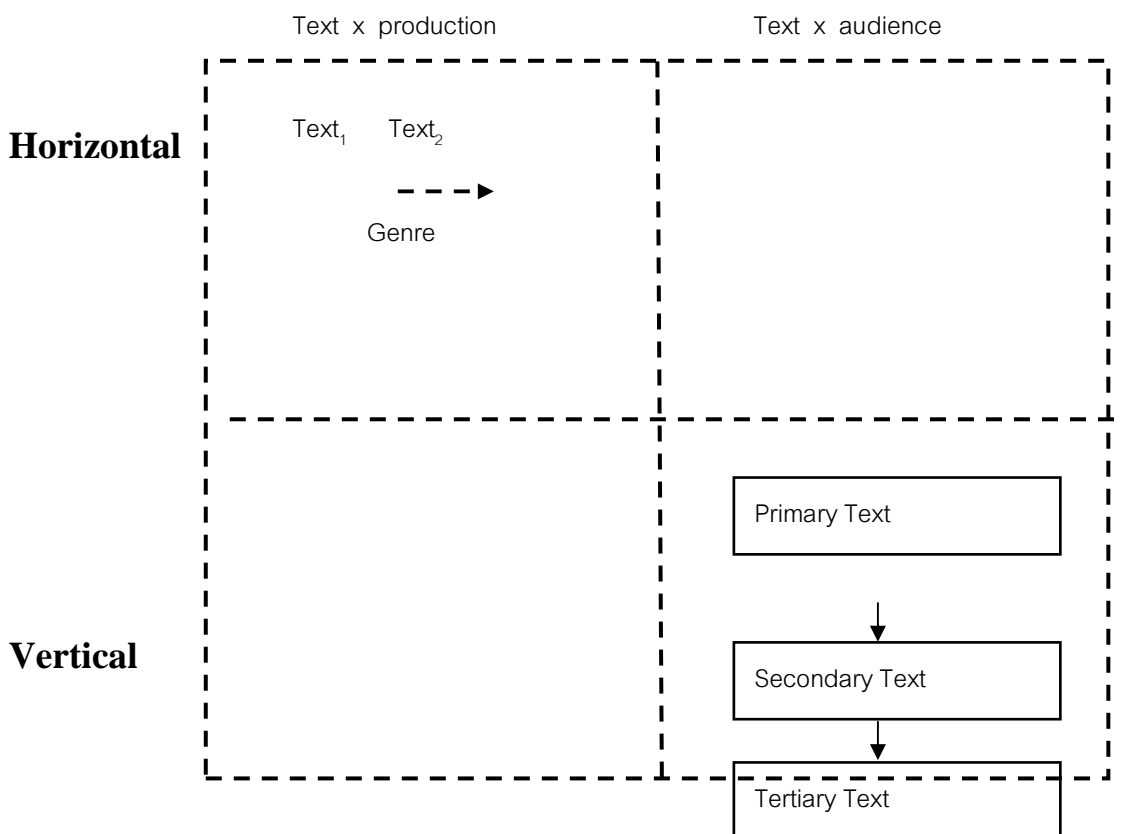 Text x production
Text x audience
Horizontal
Text₁
Text₂
Genre
Primary Text
Vertical
Secondary Text
Tertiary Text